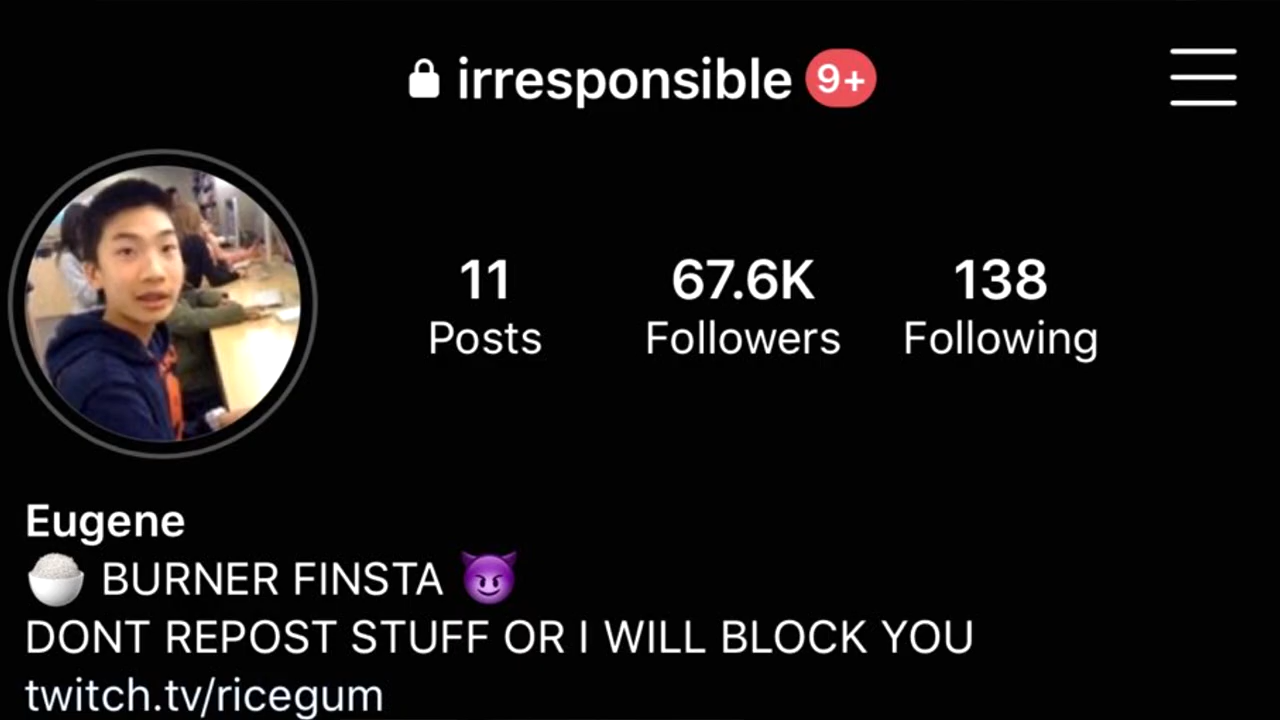 irresponsible 9+
11 67.6K 138
Posts Followers Following
Eugene
🍚 BURNER FINSTA 😈
DONT REPOST STUFF OR I WILL BLOCK YOU
twitch.tv/ricegum